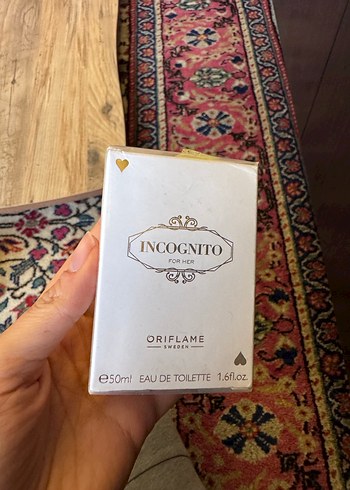 INCOGNITO
FOR HER
ORIFLAME
SWEDEN
℮50ml EAU DE TOILETTE 1.6fl.oz.